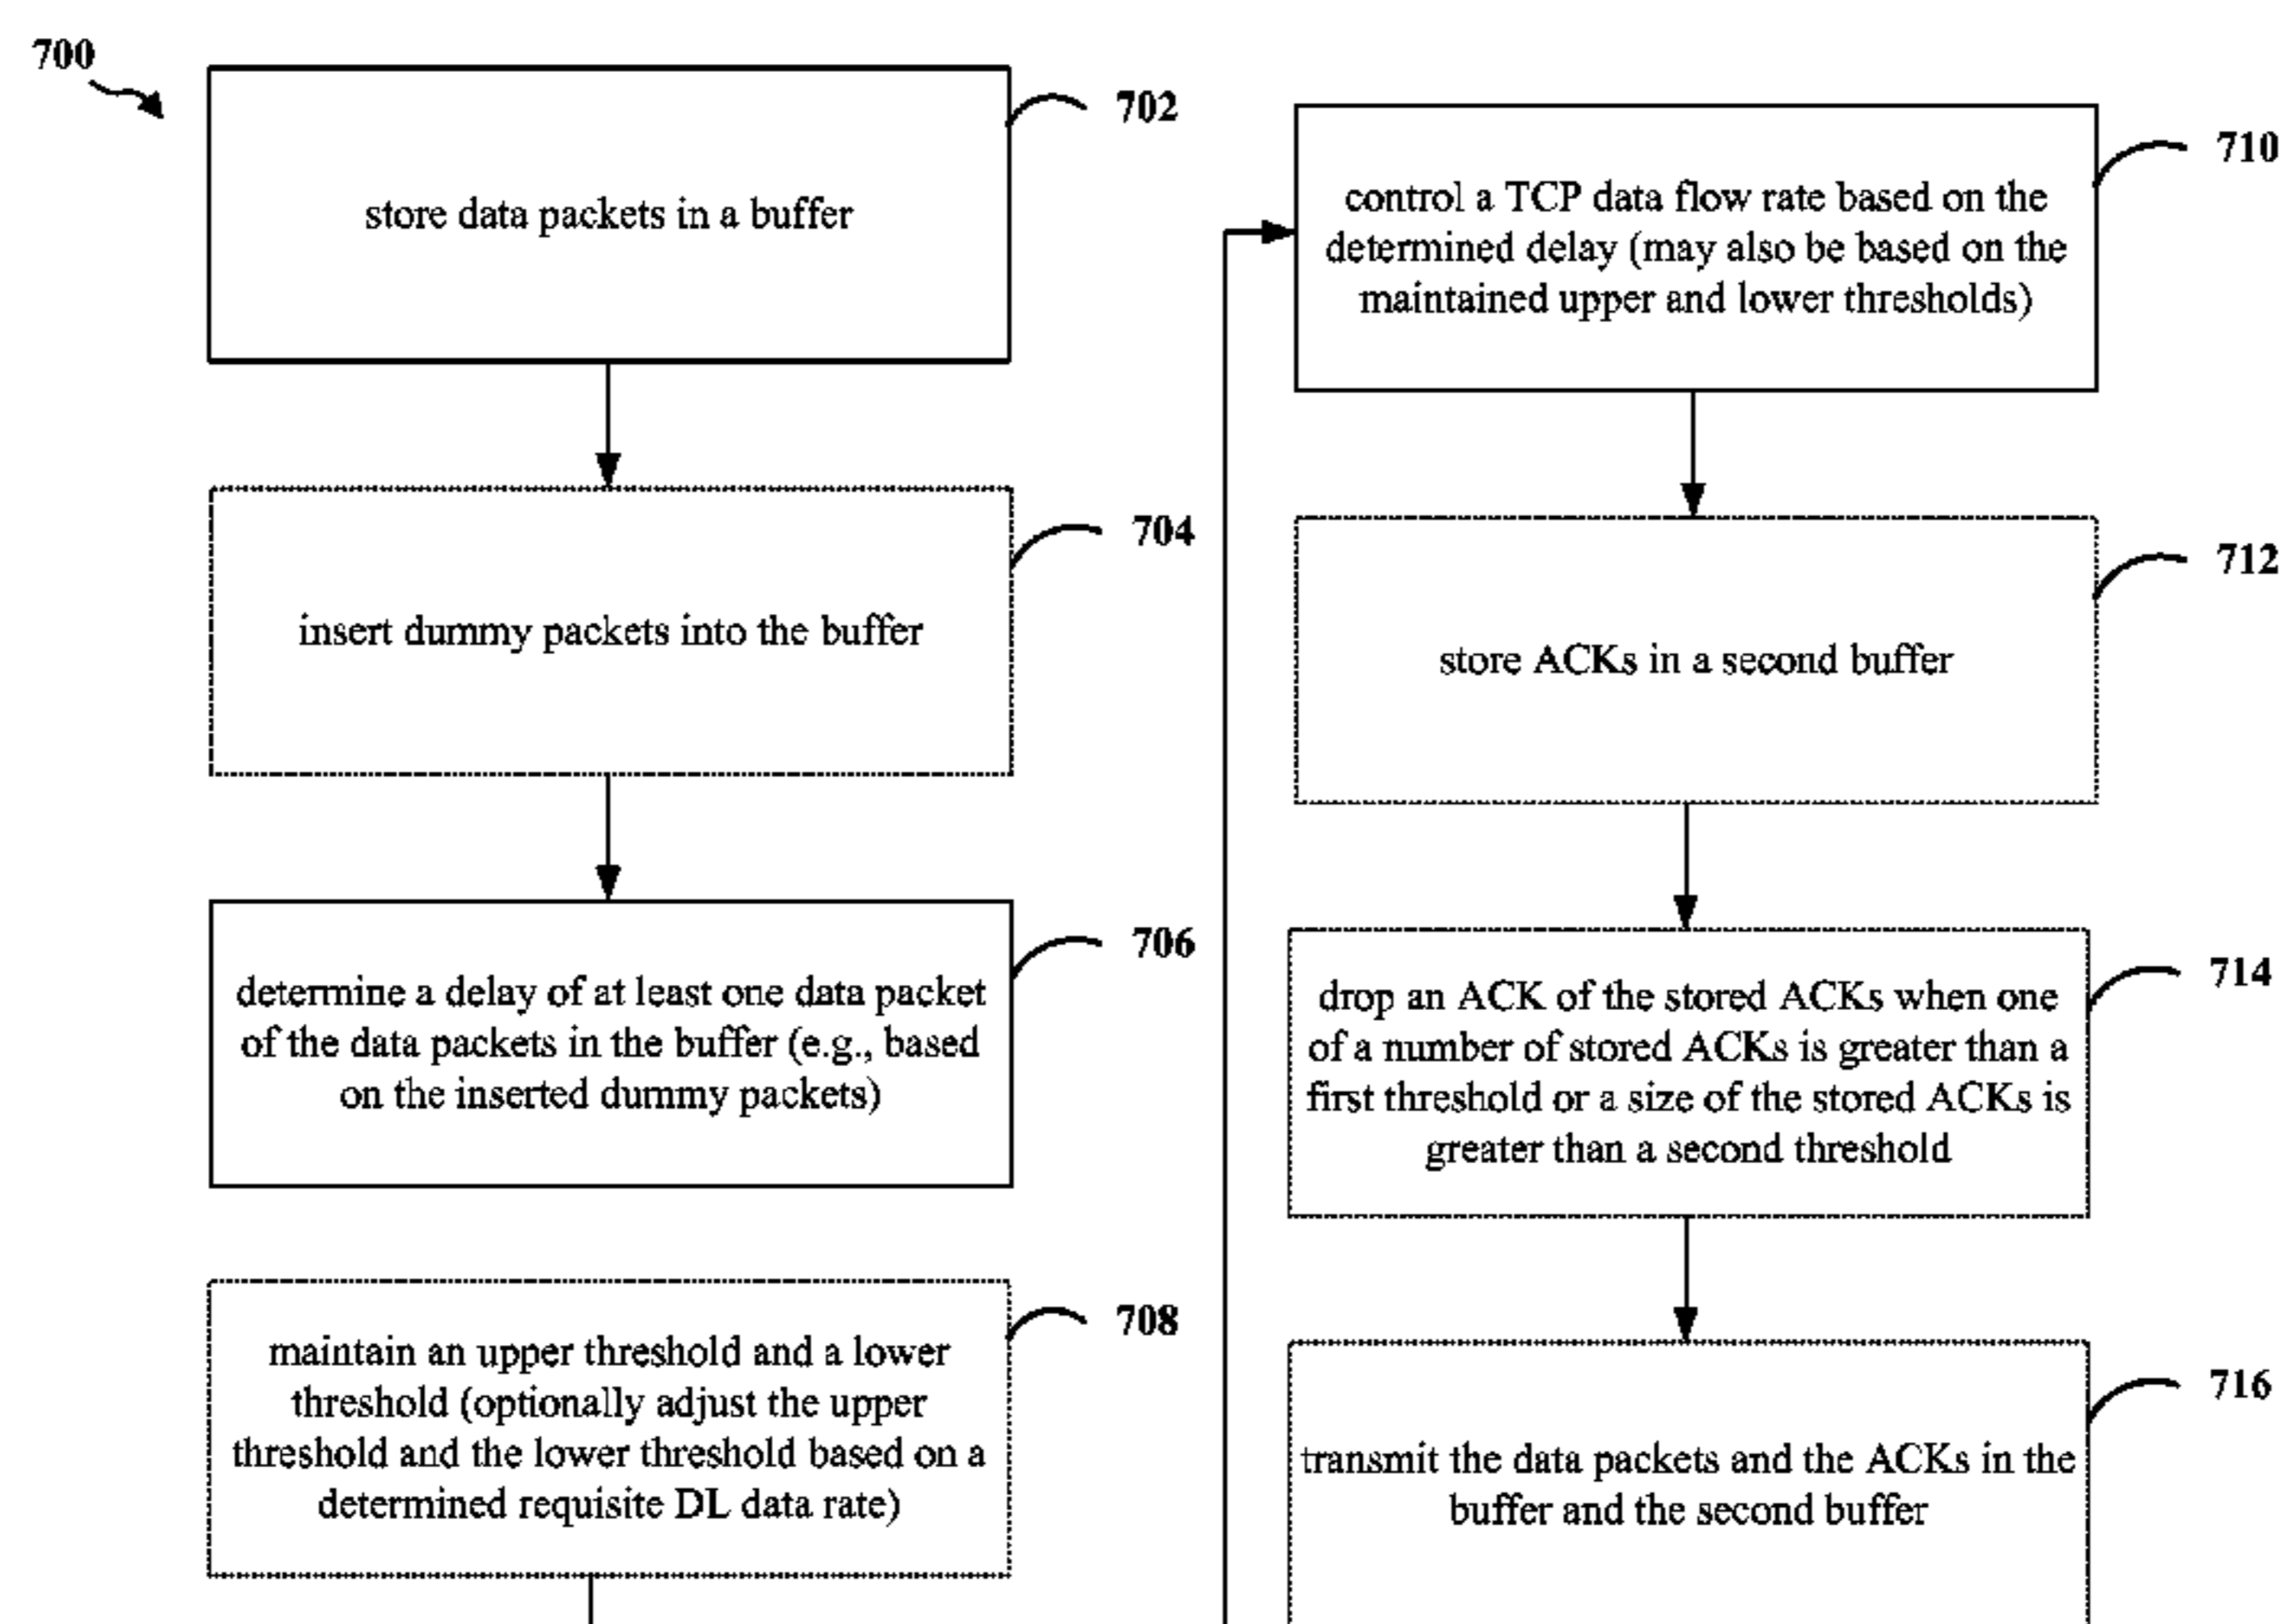 700
702
store data packets in a buffer
704
insert dummy packets into the buffer
706
determine a delay of at least one data packet
of the data packets in the buffer (e.g., based
on the inserted dummy packets)
708
maintain an upper threshold and a lower
threshold (optionally adjust the upper
threshold and the lower threshold based on a
determined requisite DL data rate)
710
control a TCP data flow rate based on the
determined delay (may also be based on the
maintained upper and lower thresholds)
712
store ACKs in a second buffer
714
drop an ACK of the stored ACKs when one
of a number of stored ACKs is greater than a
first threshold or a size of the stored ACKs is
greater than a second threshold
716
transmit the data packets and the ACKs in the
buffer and the second buffer